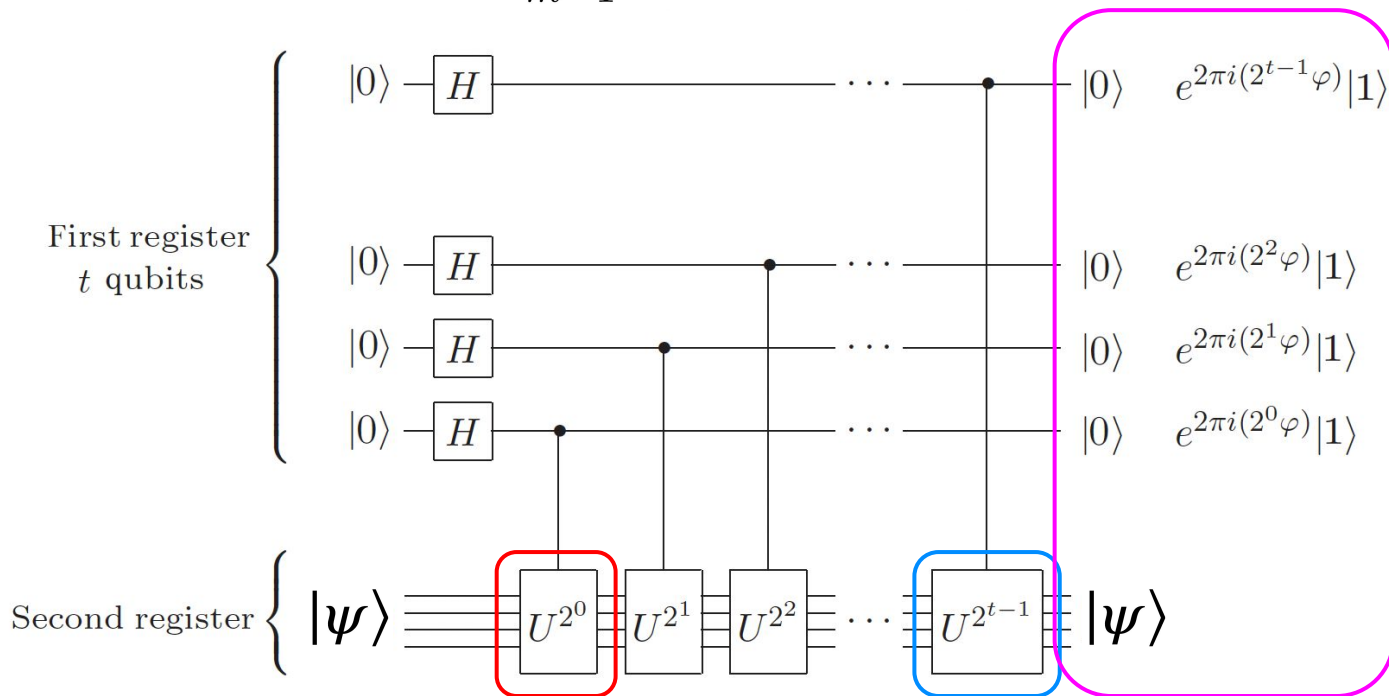 |0⟩ H ··· |0⟩ e^{2πi(2^{t−1}φ)}|1⟩
First register
t qubits
|0⟩ H ··· |0⟩ e^{2πi(2^2φ)}|1⟩
|0⟩ H ··· |0⟩ e^{2πi(2^1φ)}|1⟩
|0⟩ H ··· |0⟩ e^{2πi(2^0φ)}|1⟩
Second register |ψ⟩ U^{2^0} U^{2^1} U^{2^2} ··· U^{2^{t−1}} |ψ⟩